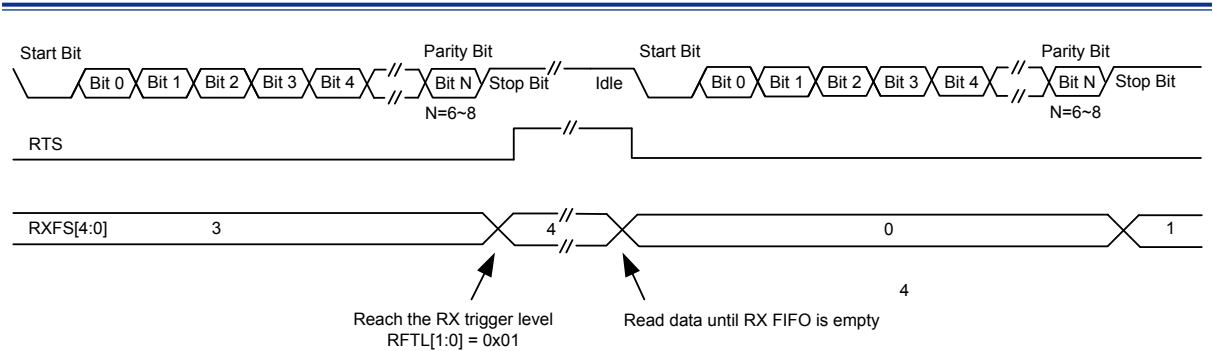 Start Bit Parity Bit Start Bit Parity Bit
Bit 0 Bit 1 Bit 2 Bit 3 Bit 4 Bit N Stop Bit Idle Bit 0 Bit 1 Bit 2 Bit 3 Bit 4 Bit N Stop Bit
N=6~8 N=6~8
RTS
RXFS[4:0] 3 4 0 1
4
Reach the RX trigger level
RFTL[1:0] = 0x01
Read data until RX FIFO is empty